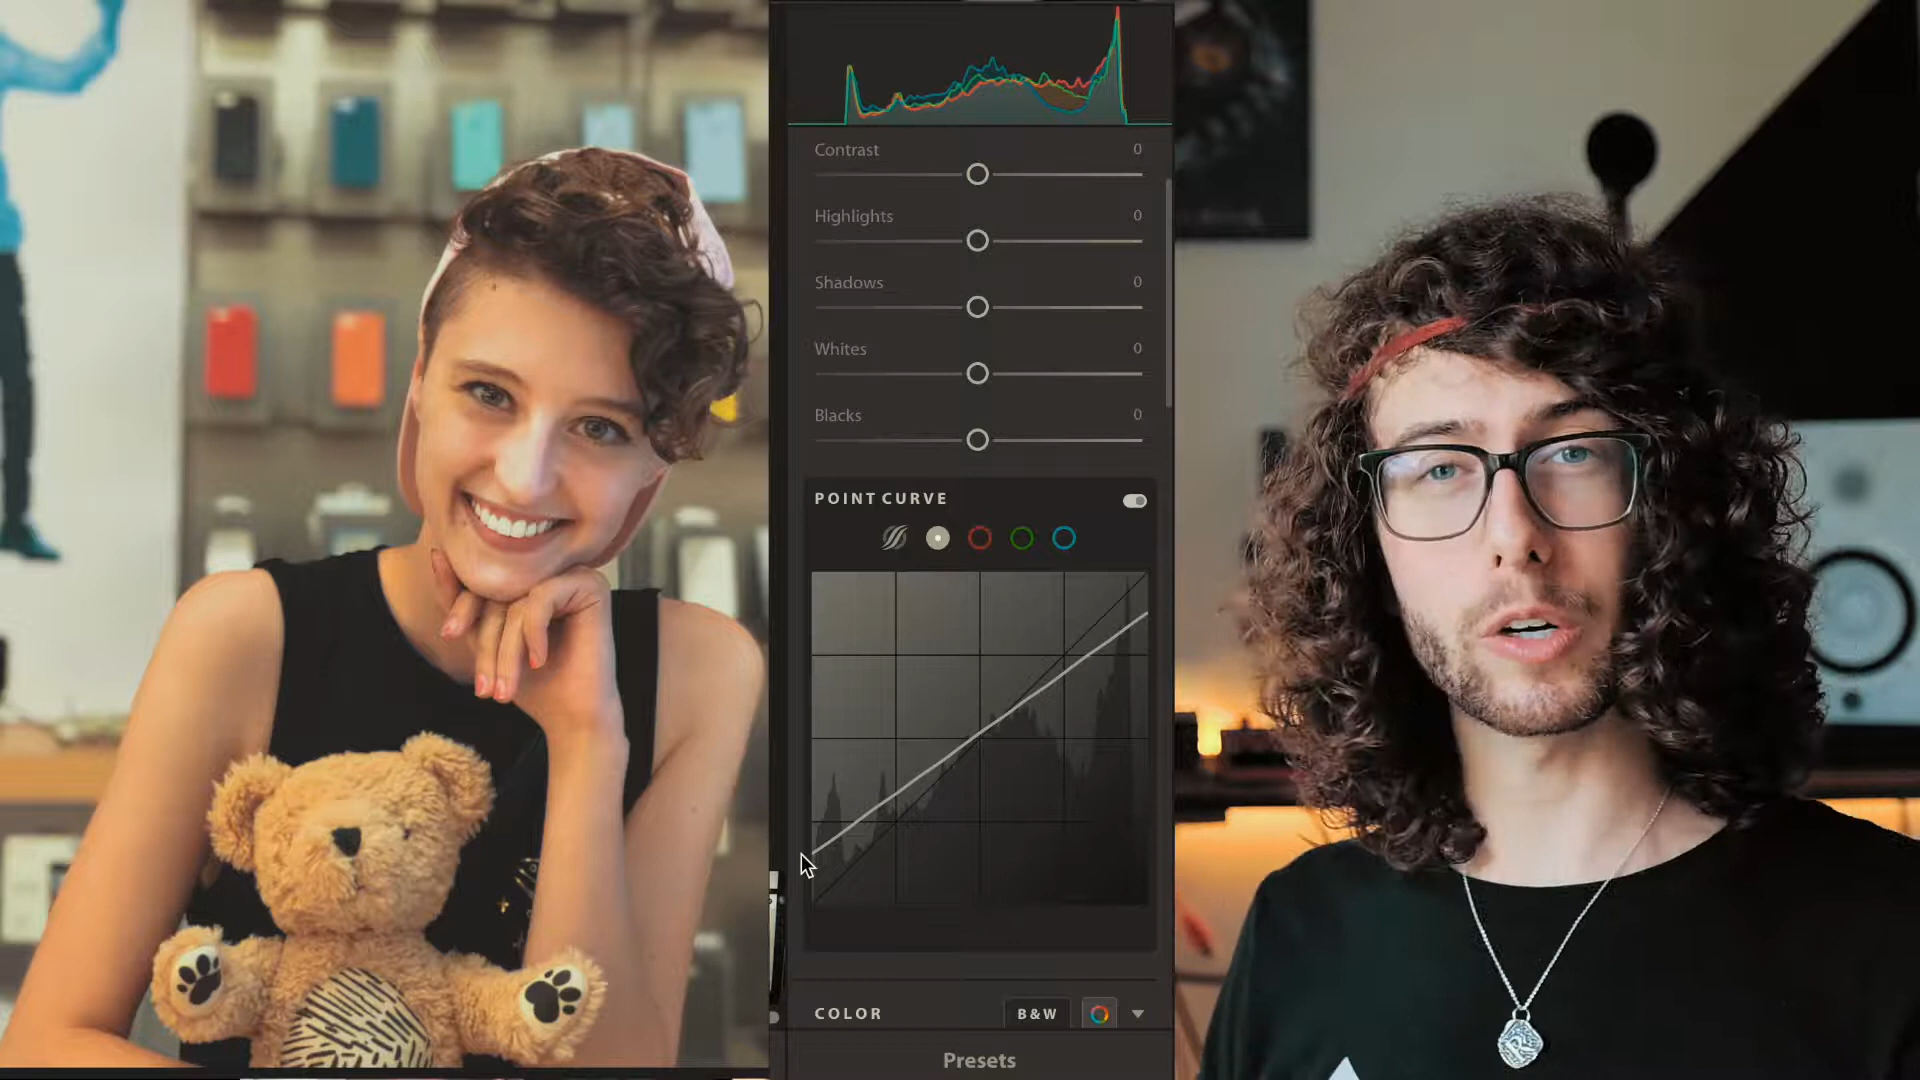 Contrast 0
Highlights 0
Shadows 0
Whites 0
Blacks 0
POINT CURVE
COLOR B&W
Presets